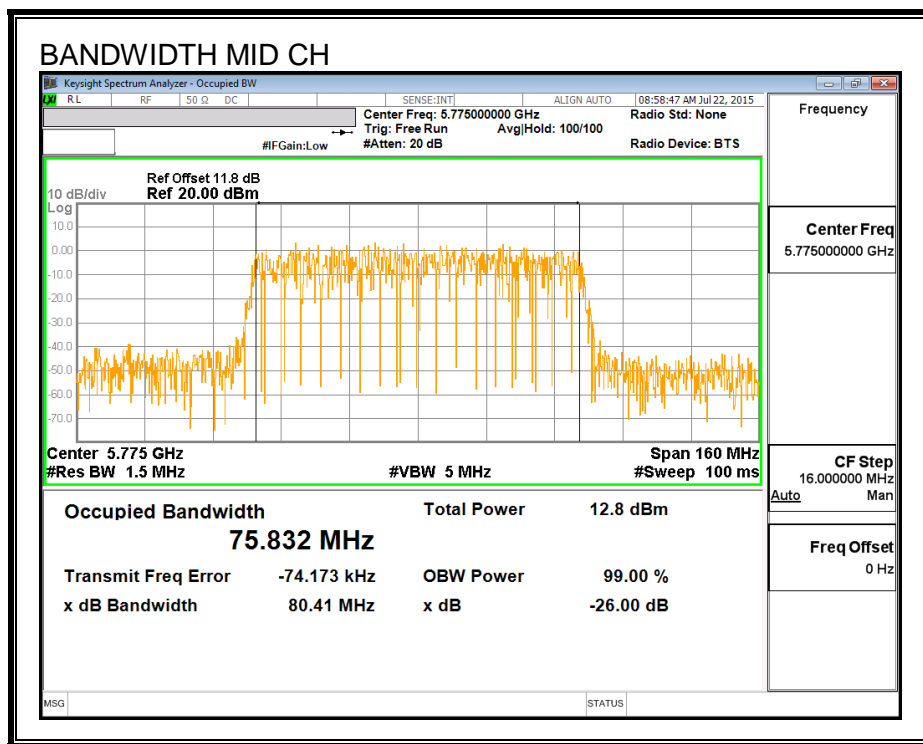 BANDWIDTH MID CH
Keysight Spectrum Analyzer - Occupied BW
LXI RL RF 50 Ω DC SENSE:INT ALIGN AUTO 08:58:47 AM Jul 22, 2015
Center Freq: 5.775000000 GHz Radio Std: None
Trig: Free Run Avg|Hold: 100/100
#IFGain:Low #Atten: 20 dB Radio Device: BTS
Frequency
Ref Offset 11.8 dB
10 dB/div Ref 20.00 dBm
Log
10.0
0.00
-10.0
-20.0
-30.0
-40.0
-50.0
-60.0
-70.0
Center 5.775 GHz Span 160 MHz
#Res BW 1.5 MHz #VBW 5 MHz #Sweep 100 ms
Center Freq
5.775000000 GHz
CF Step
16.000000 MHz
Auto Man
Freq Offset
0 Hz
Occupied Bandwidth Total Power 12.8 dBm
75.832 MHz
Transmit Freq Error -74.173 kHz OBW Power 99.00 %
x dB Bandwidth 80.41 MHz x dB -26.00 dB
MSG STATUS